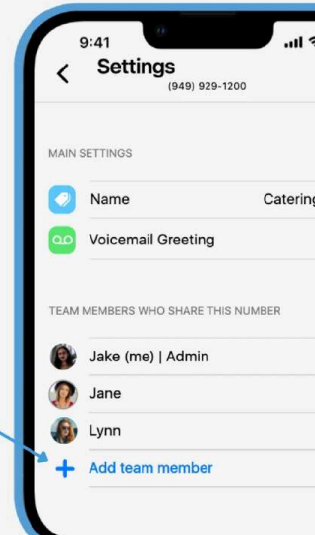 9:41
Settings
(949) 929-1200
MAIN SETTINGS
Name Catering
Voicemail Greeting
TEAM MEMBERS WHO SHARE THIS NUMBER
Jake (me) | Admin
Jane
Lynn
Add team member